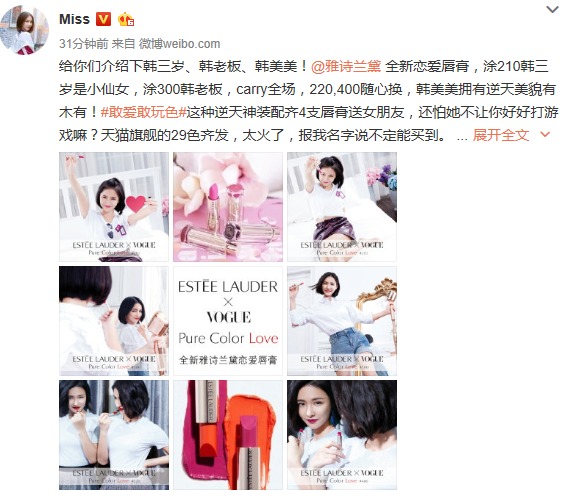 Miss
31分钟前 来自 微博weibo.com
给你们介绍下韩三岁、韩老板、韩美美！@雅诗兰黛 全新恋爱唇膏，涂210韩三
岁是小仙女，涂300韩老板，carry全场，220,400随心换，韩美美拥有逆天美貌有
木有！#敢爱敢玩色#这种逆天神装配齐4支唇膏送女朋友，还怕她不让你好好打游
戏嘛？天猫旗舰的29色齐发，太火了，报我名字说不定能买到。 ... 展开全文
ESTĒE LAUDER × VOGUE
Pure Color Love
ESTĒE LAUDER × VOGUE
Pure Color Love
ESTĒE LAUDER × VOGUE
Pure Color Love
ESTĒE LAUDER
×
VOGUE
Pure Color Love
全新雅诗兰黛恋爱唇膏
ESTĒE LAUDER × VOGUE
Pure Color Love
ESTĒE LAUDER × VOGUE
Pure Color Love
ESTĒE LAUDER × VOGUE
Pure Color Love